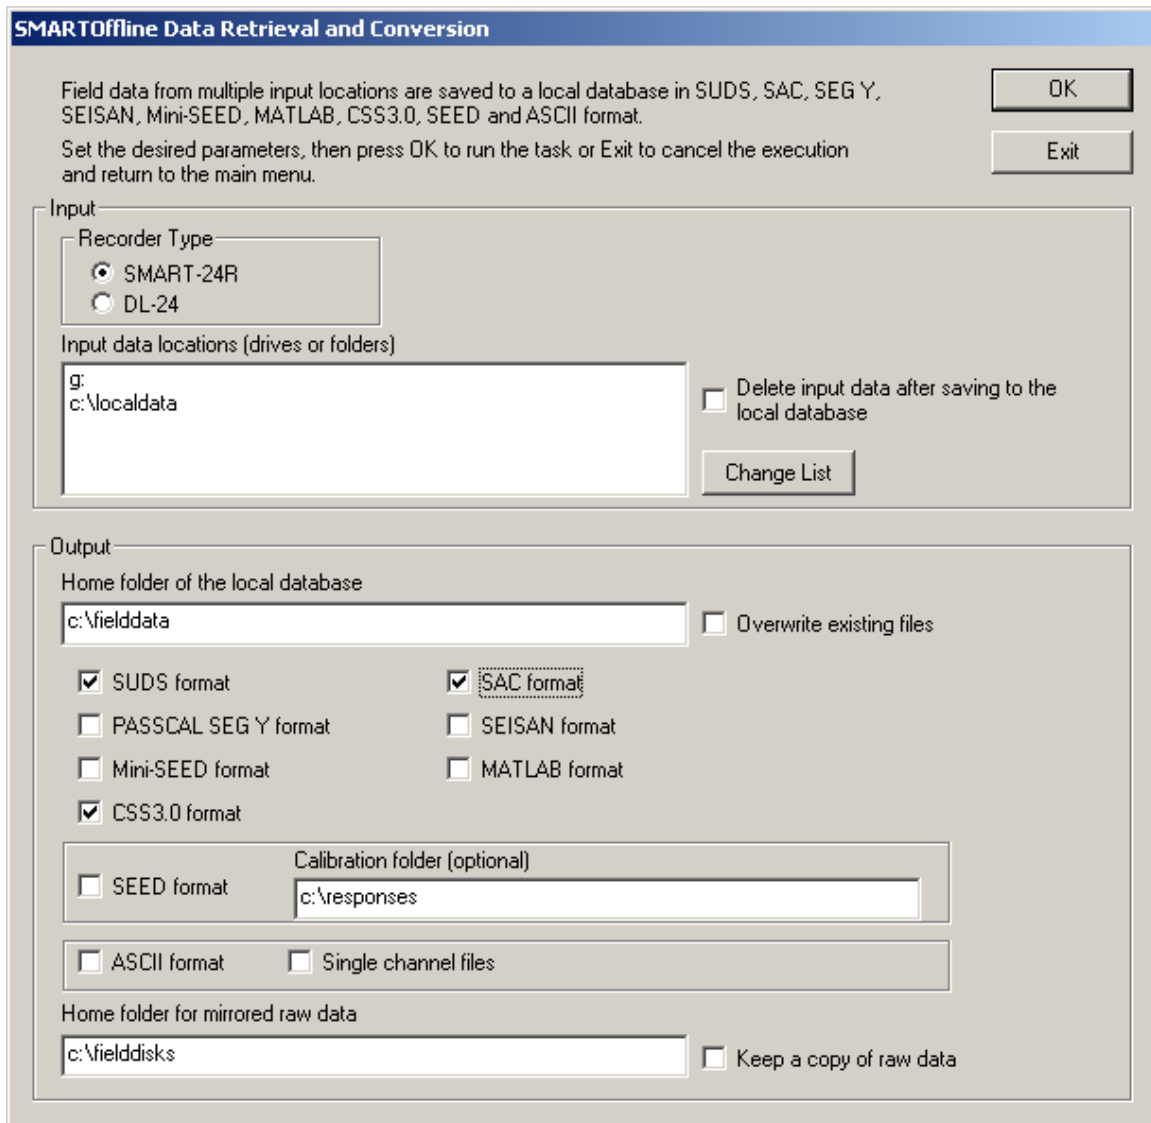 SMARTOffline Data Retrieval and Conversion
Field data from multiple input locations are saved to a local database in SUDS, SAC, SEG Y,
SEISAN, Mini-SEED, MATLAB, CSS3.0, SEED and ASCII format.
OK
Set the desired parameters, then press OK to run the task or Exit to cancel the execution
and return to the main menu.
Exit
Input
Recorder Type
SMART-24R
DL-24
Input data locations (drives or folders)
g:
c:\localdata
Delete input data after saving to the
local database
Change List
Output
Home folder of the local database
c:\fielddata
Overwrite existing files
SUDS format
SAC format
PASSCAL SEG Y format
SEISAN format
Mini-SEED format
MATLAB format
CSS3.0 format
Calibration folder (optional)
SEED format
c:\responses
ASCII format
Single channel files
Home folder for mirrored raw data
c:\fielddisks
Keep a copy of raw data